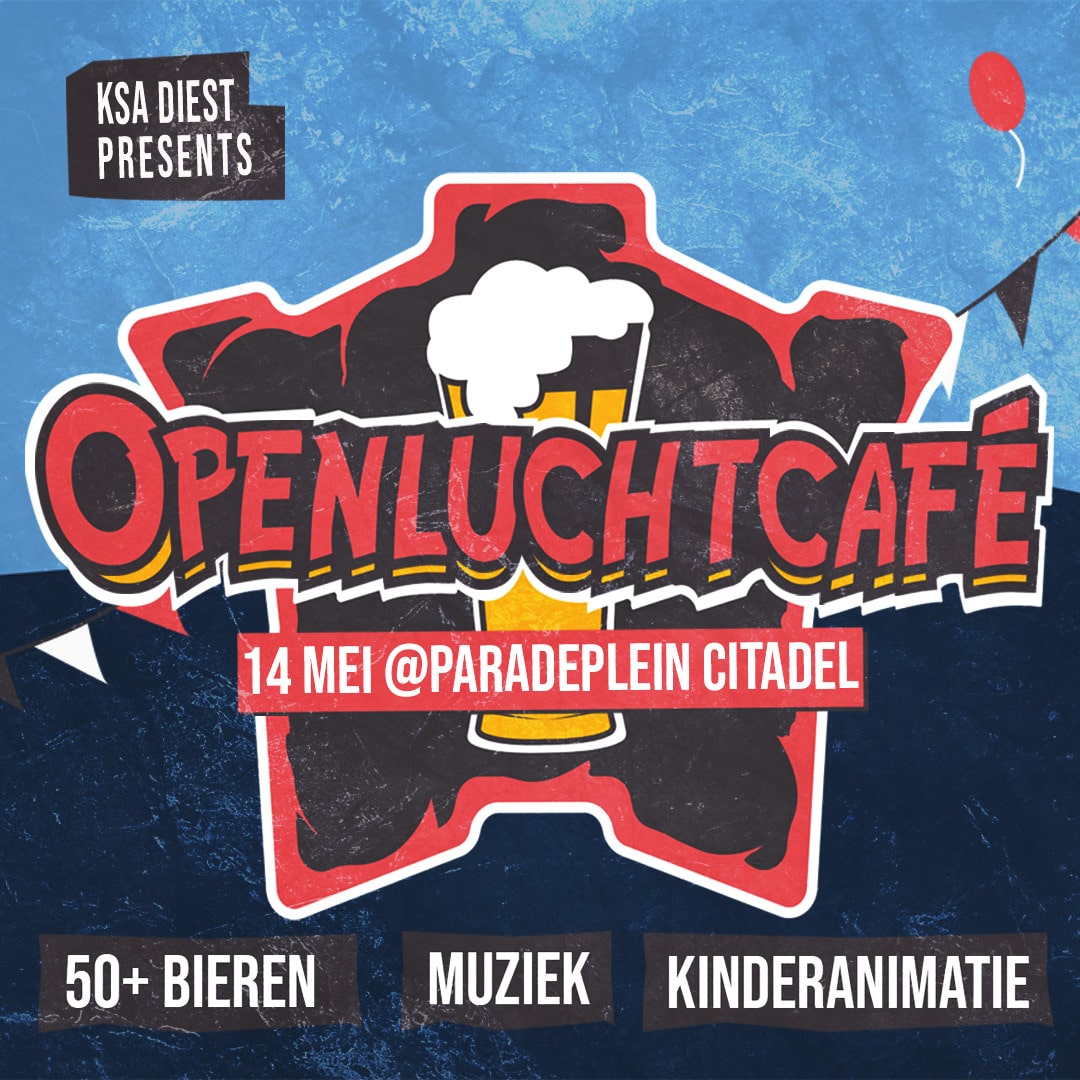 KSA DIEST
PRESENTS
OPENLUCHTCAFÉ
14 MEI @PARADEPLEIN CITADEL
50+ BIEREN
MUZIEK
KINDERANIMATIE